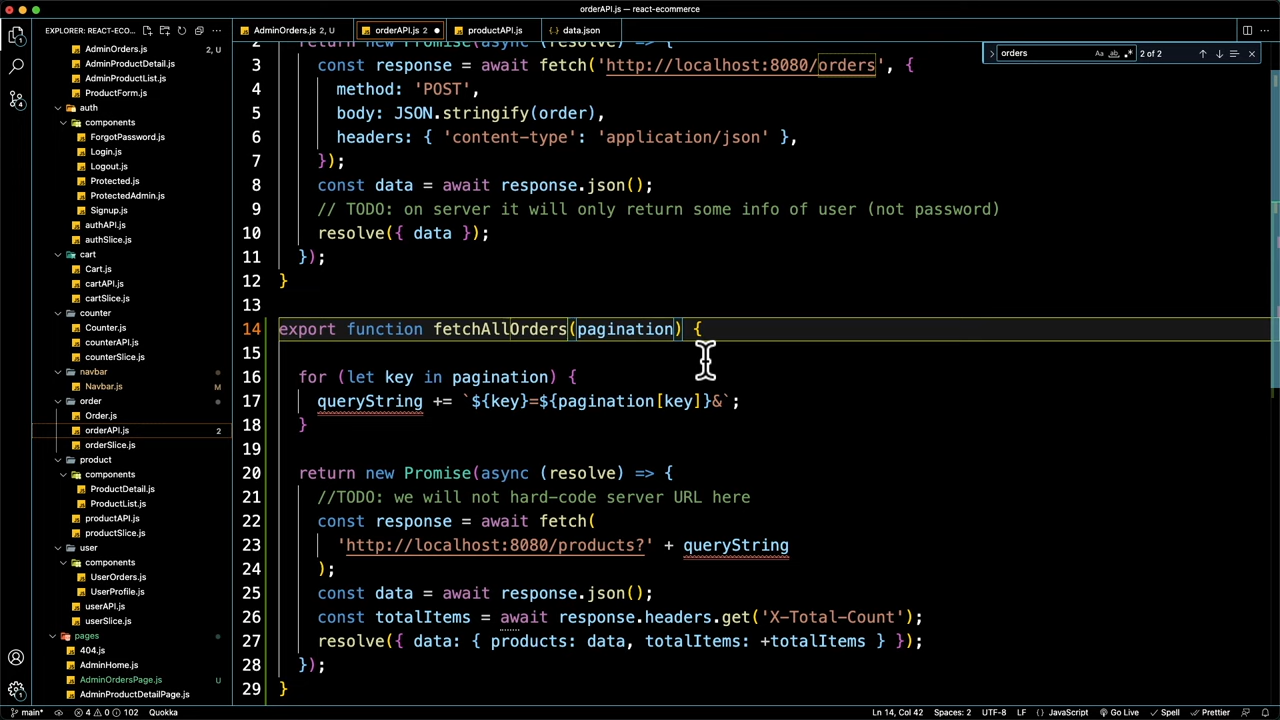 orderAPI.js — react-ecommerce
EXPLORER: REACT-ECO...
AdminOrders.js 2, U
orderAPI.js 2
productAPI.js
data.json
AdminOrders.js 2, U
AdminProductDetail.js
AdminProductList.js
ProductForm.js
auth
components
ForgotPassword.js
Login.js
Logout.js
Protected.js
ProtectedAdmin.js
Signup.js
authAPI.js
authSlice.js
cart
Cart.js
cartAPI.js
cartSlice.js
counter
Counter.js
counterAPI.js
counterSlice.js
navbar
Navbar.js M
order
Order.js
orderAPI.js 2
orderSlice.js
product
components
ProductDetail.js
ProductList.js
productAPI.js
productSlice.js
user
components
UserOrders.js
UserProfile.js
userAPI.js
userSlice.js
pages
404.js
AdminHome.js
AdminOrdersPage.js U
AdminProductDetailPage.js
orders Aa ab .* 2 of 2
2 return new Promise(async (resolve) => {
3 const response = await fetch('http://localhost:8080/orders', {
4 method: 'POST',
5 body: JSON.stringify(order),
6 headers: { 'content-type': 'application/json' },
7 });
8 const data = await response.json();
9 // TODO: on server it will only return some info of user (not password)
10 resolve({ data });
11 });
12 }
13
14 export function fetchAllOrders(pagination) {
15
16 for (let key in pagination) {
17 queryString += `${key}=${pagination[key]}&`;
18 }
19
20 return new Promise(async (resolve) => {
21 //TODO: we will not hard-code server URL here
22 const response = await fetch(
23 'http://localhost:8080/products?' + queryString
24 );
25 const data = await response.json();
26 const totalItems = await response.headers.get('X-Total-Count');
27 resolve({ data: { products: data, totalItems: +totalItems } });
28 });
29 }
main* 4 0 102 Quokka Ln 14, Col 42 Spaces: 2 UTF-8 LF { } JavaScript Go Live Spell Prettier